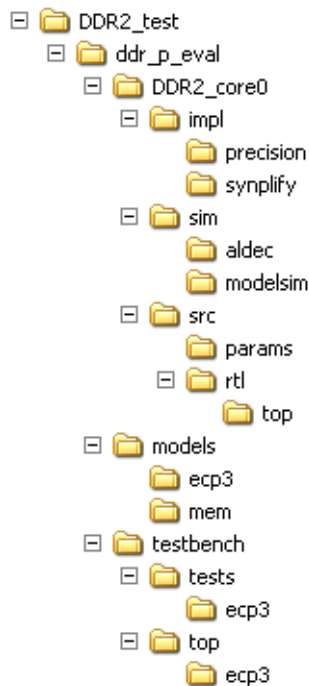 DDR2_test
ddr_p_eval
DDR2_core0
impl
precision
synplify
sim
aldec
modelsim
src
params
rtl
top
models
ecp3
mem
testbench
tests
ecp3
top
ecp3